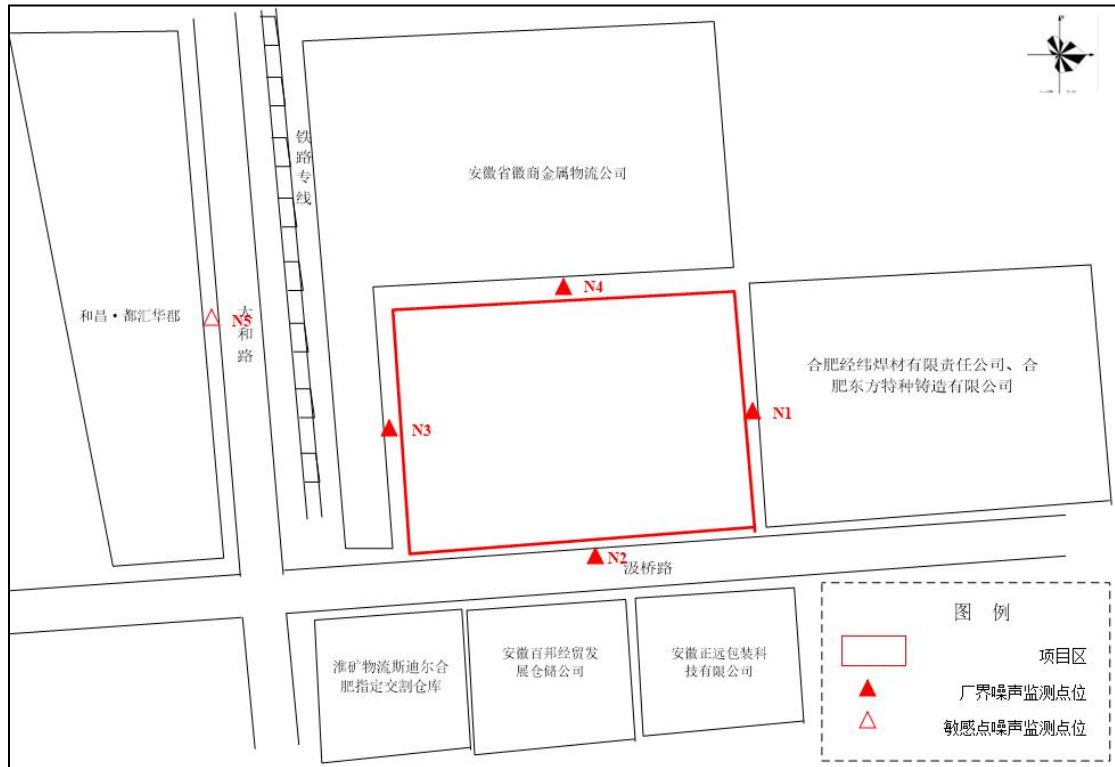 铁路专线
安徽省徽商金属物流公司
和昌·都汇华郡
N5
大和路
N4
N3
N1
合肥经纬焊材有限责任公司、合
肥东方特种铸造有限公司
N2
汲桥路
淮矿物流斯迪尔合
肥指定交割仓库
安徽百邦经贸发
展仓储公司
安徽正远包装科
技有限公司
图 例
项目区
厂界噪声监测点位
敏感点噪声监测点位